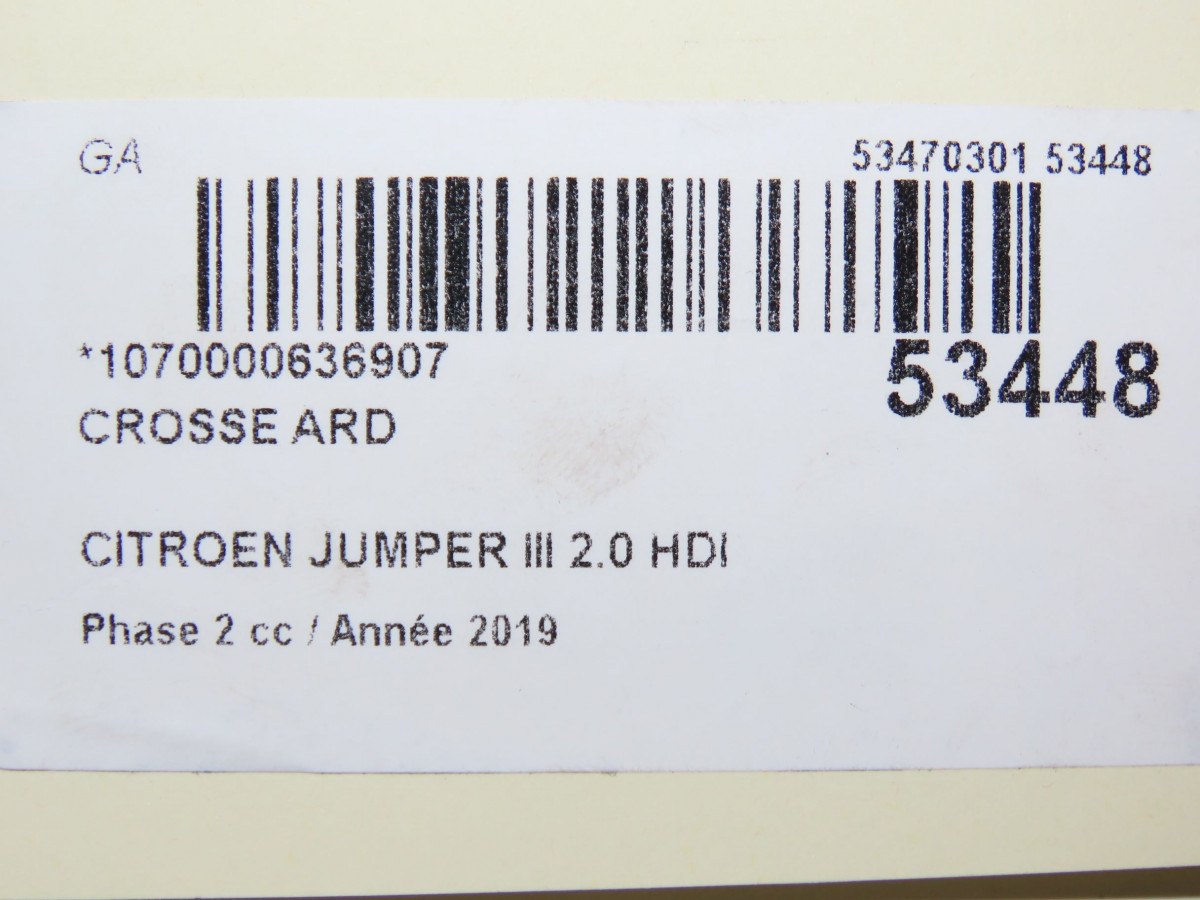 GA 53470301 53448
*1070000636907 53448
CROSSE ARD
CITROEN JUMPER III 2.0 HDI
Phase 2 cc / Année 2019